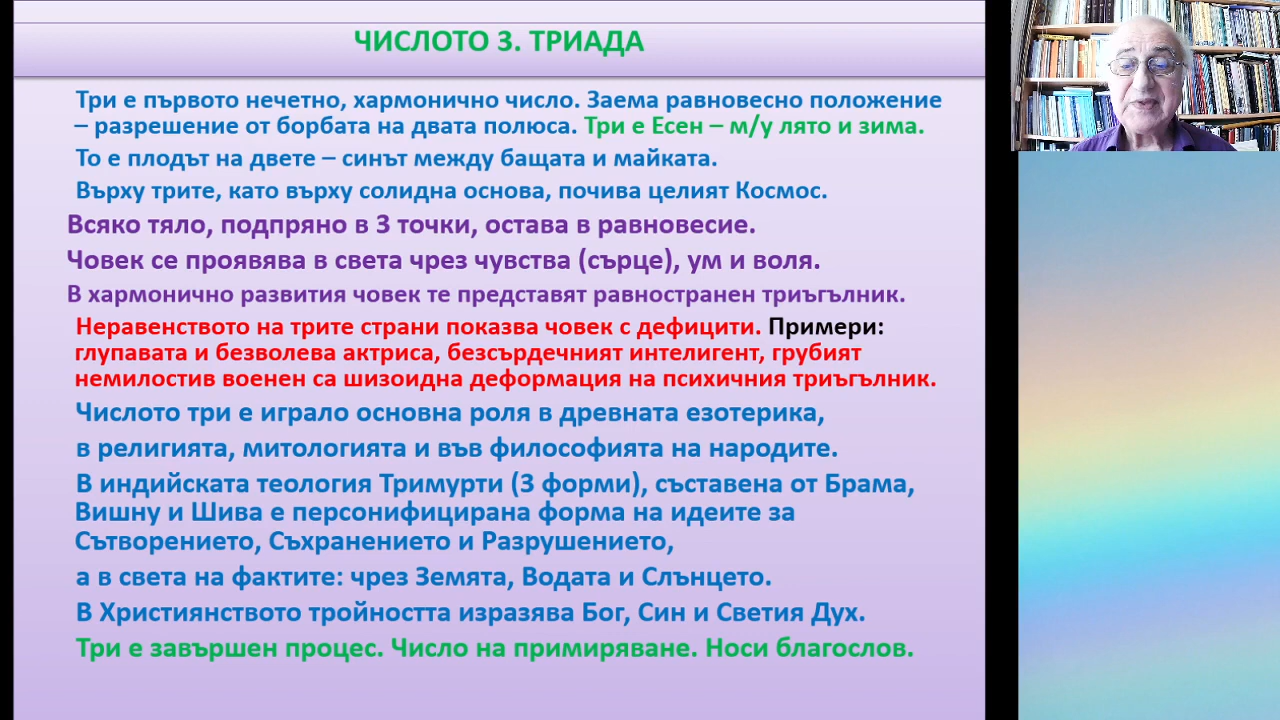 ЧИСЛОТО 3. ТРИАДА
Три е първото нечетно, хармонично число. Заема равновесно положение
– разрешение от борбата на двата полюса. Три е Есен – м/у лято и зима.
То е плодът на двете – синът между бащата и майката.
Върху трите, като върху солидна основа, почива целият Космос.
Всяко тяло, подпряно в 3 точки, остава в равновесие.
Човек се проявява в света чрез чувства (сърце), ум и воля.
В хармонично развития човек те представят равностранен триъгълник.
Неравенството на трите страни показва човек с дефицити. Примери:
глупавата и безволева актриса, безсърдечният интелигент, грубият
немилостив военен са шизоидна деформация на психичния триъгълник.
Числото три е играло основна роля в древната езотерика,
в религията, митологията и във философията на народите.
В индийската теология Тримурти (3 форми), съставена от Брама,
Вишну и Шива е персонифицирана форма на идеите за
Сътворението, Съхранението и Разрушението,
а в света на фактите: чрез Земята, Водата и Слънцето.
В Християнството тройността изразява Бог, Син и Светия Дух.
Три е завършен процес. Число на примиряване. Носи благослов.